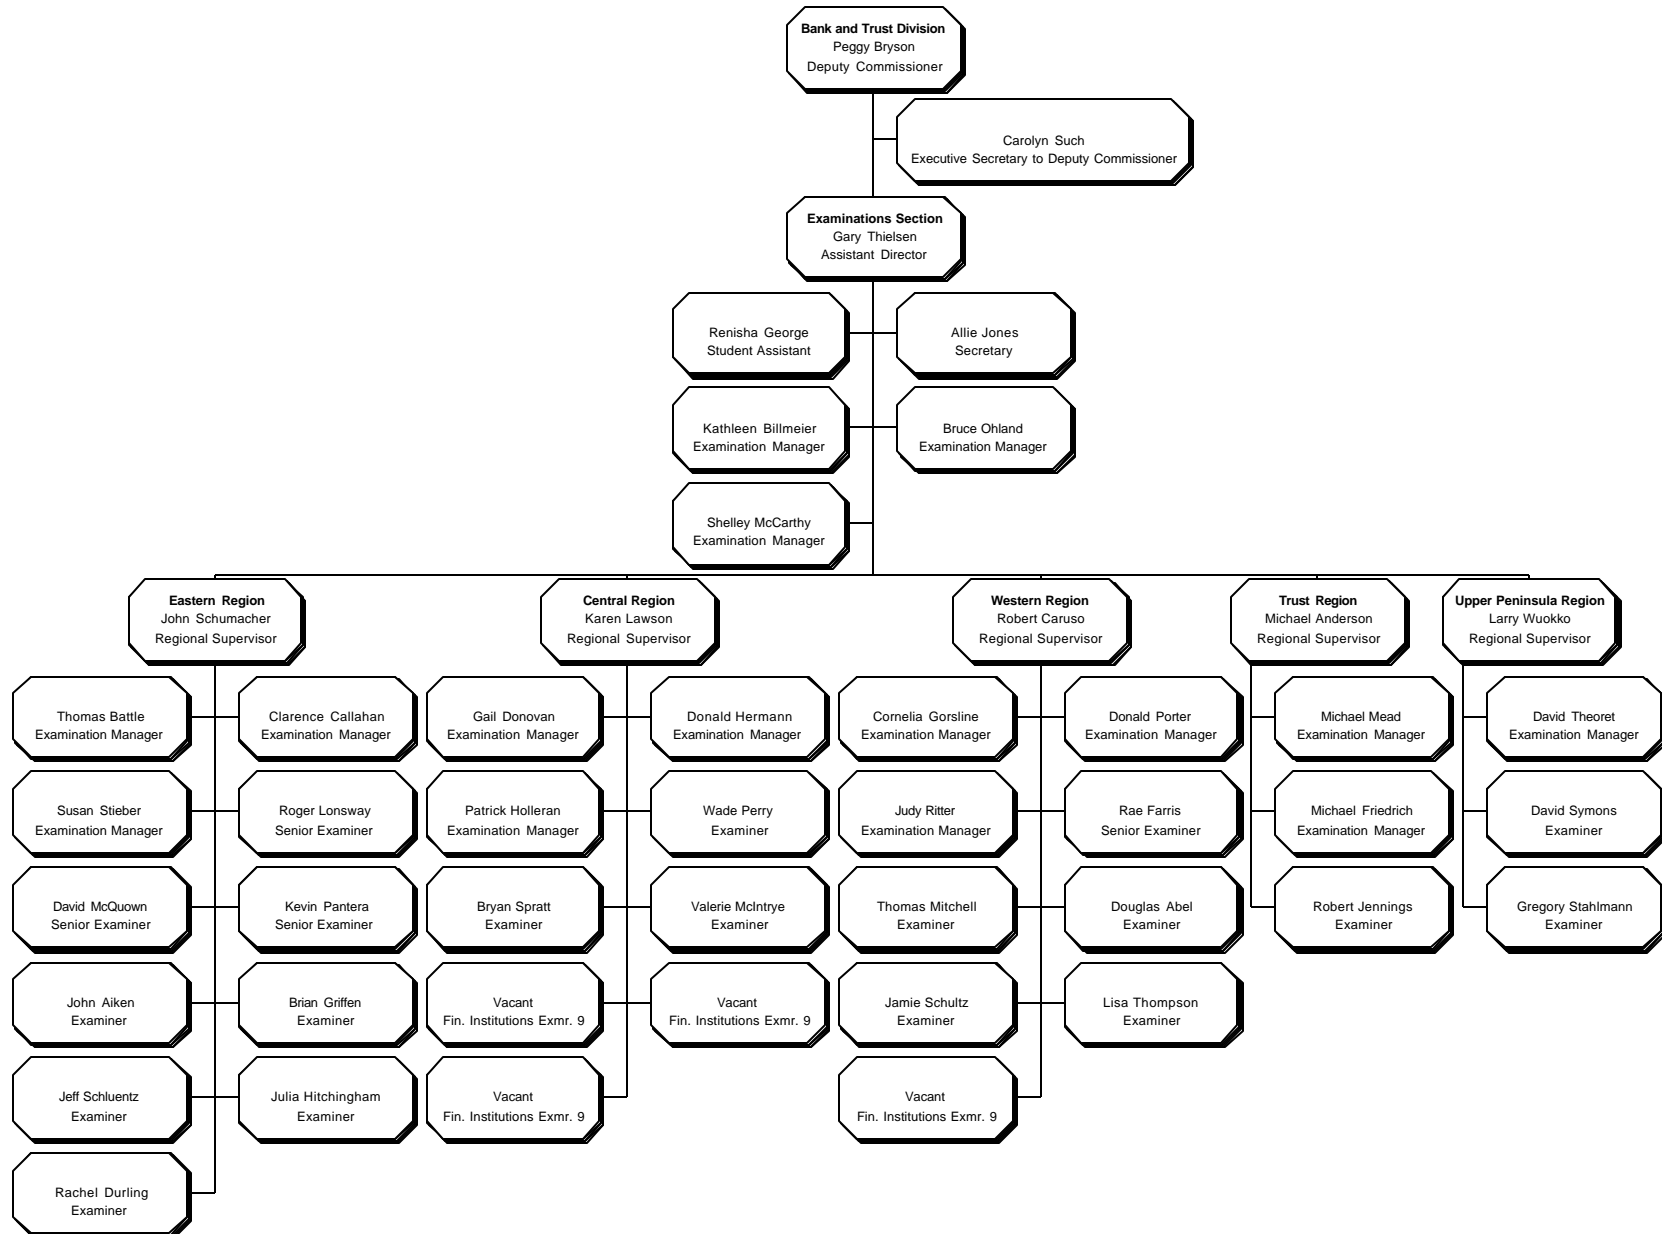 Bank and Trust Division
Peggy Bryson
Deputy Commissioner
Carolyn Such
Executive Secretary to Deputy Commissioner
Examinations Section
Gary Thielsen
Assistant Director
Renisha George
Student Assistant
Allie Jones
Secretary
Kathleen Billmeier
Examination Manager
Bruce Ohland
Examination Manager
Shelley McCarthy
Examination Manager
Eastern Region
John Schumacher
Regional Supervisor
Central Region
Karen Lawson
Regional Supervisor
Western Region
Robert Caruso
Regional Supervisor
Trust Region
Michael Anderson
Regional Supervisor
Upper Peninsula Region
Larry Wuokko
Regional Supervisor
Thomas Battle
Examination Manager
Clarence Callahan
Examination Manager
Gail Donovan
Examination Manager
Donald Hermann
Examination Manager
Cornelia Gorsline
Examination Manager
Donald Porter
Examination Manager
Michael Mead
Examination Manager
David Theoret
Examination Manager
Susan Stieber
Examination Manager
Roger Lonsway
Senior Examiner
Patrick Holleran
Examination Manager
Wade Perry
Examiner
Judy Ritter
Examination Manager
Rae Farris
Senior Examiner
Michael Friedrich
Examination Manager
David Symons
Examiner
David McQuown
Senior Examiner
Kevin Pantera
Senior Examiner
Bryan Spratt
Examiner
Valerie McIntrye
Examiner
Thomas Mitchell
Examiner
Douglas Abel
Examiner
Robert Jennings
Examiner
Gregory Stahlmann
Examiner
John Aiken
Examiner
Brian Griffen
Examiner
Vacant
Fin. Institutions Exmr. 9
Vacant
Fin. Institutions Exmr. 9
Jamie Schultz
Examiner
Lisa Thompson
Examiner
Jeff Schluentz
Examiner
Julia Hitchingham
Examiner
Vacant
Fin. Institutions Exmr. 9
Vacant
Fin. Institutions Exmr. 9
Rachel Durling
Examiner